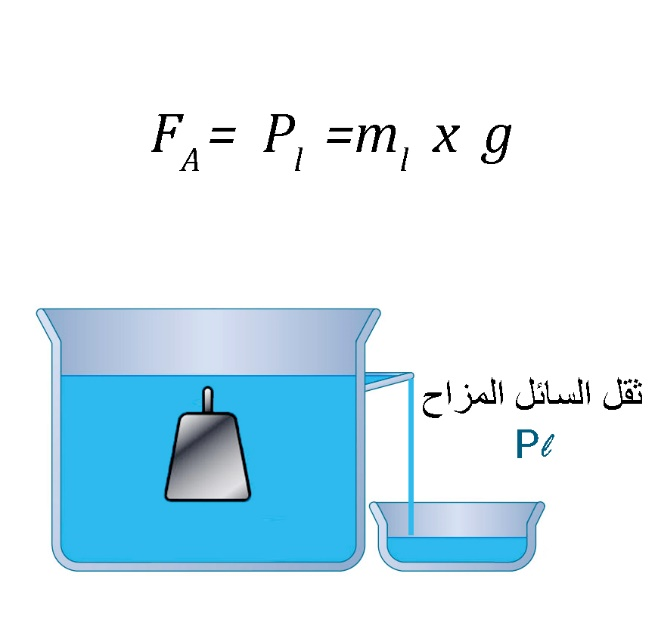 F_A = P_l = m_l x g
ثقل السائل المزاح
Pℓ